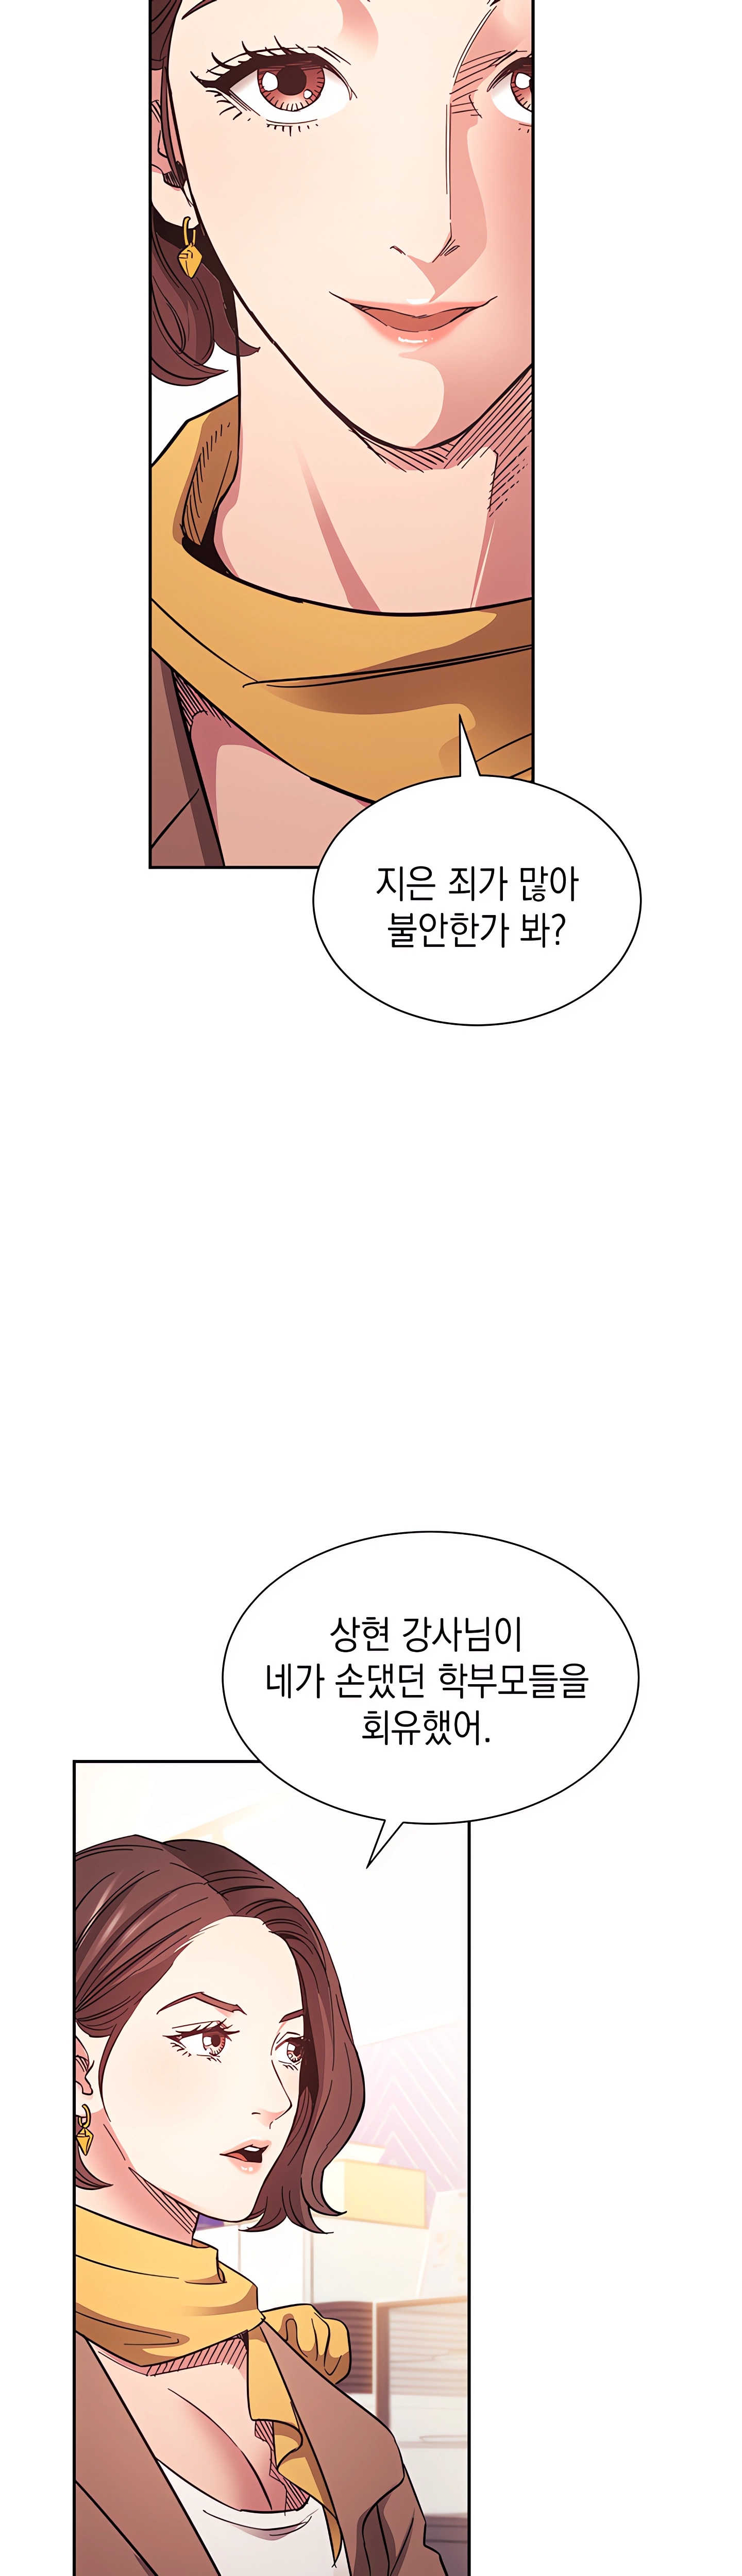 지은 죄가 많아
불안한가 봐?
상현 강사님이
네가 손댔던 학부모들을
회유했어.